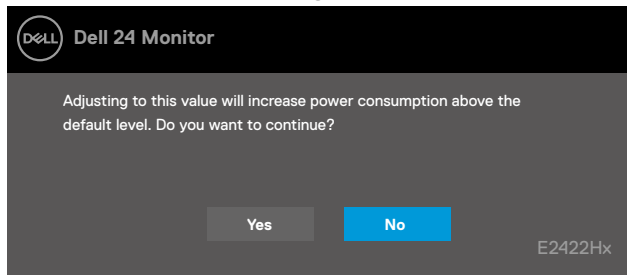 DELL
Dell 24 Monitor
Adjusting to this value will increase power consumption above the
default level. Do you want to continue?
Yes No
E2422Hx